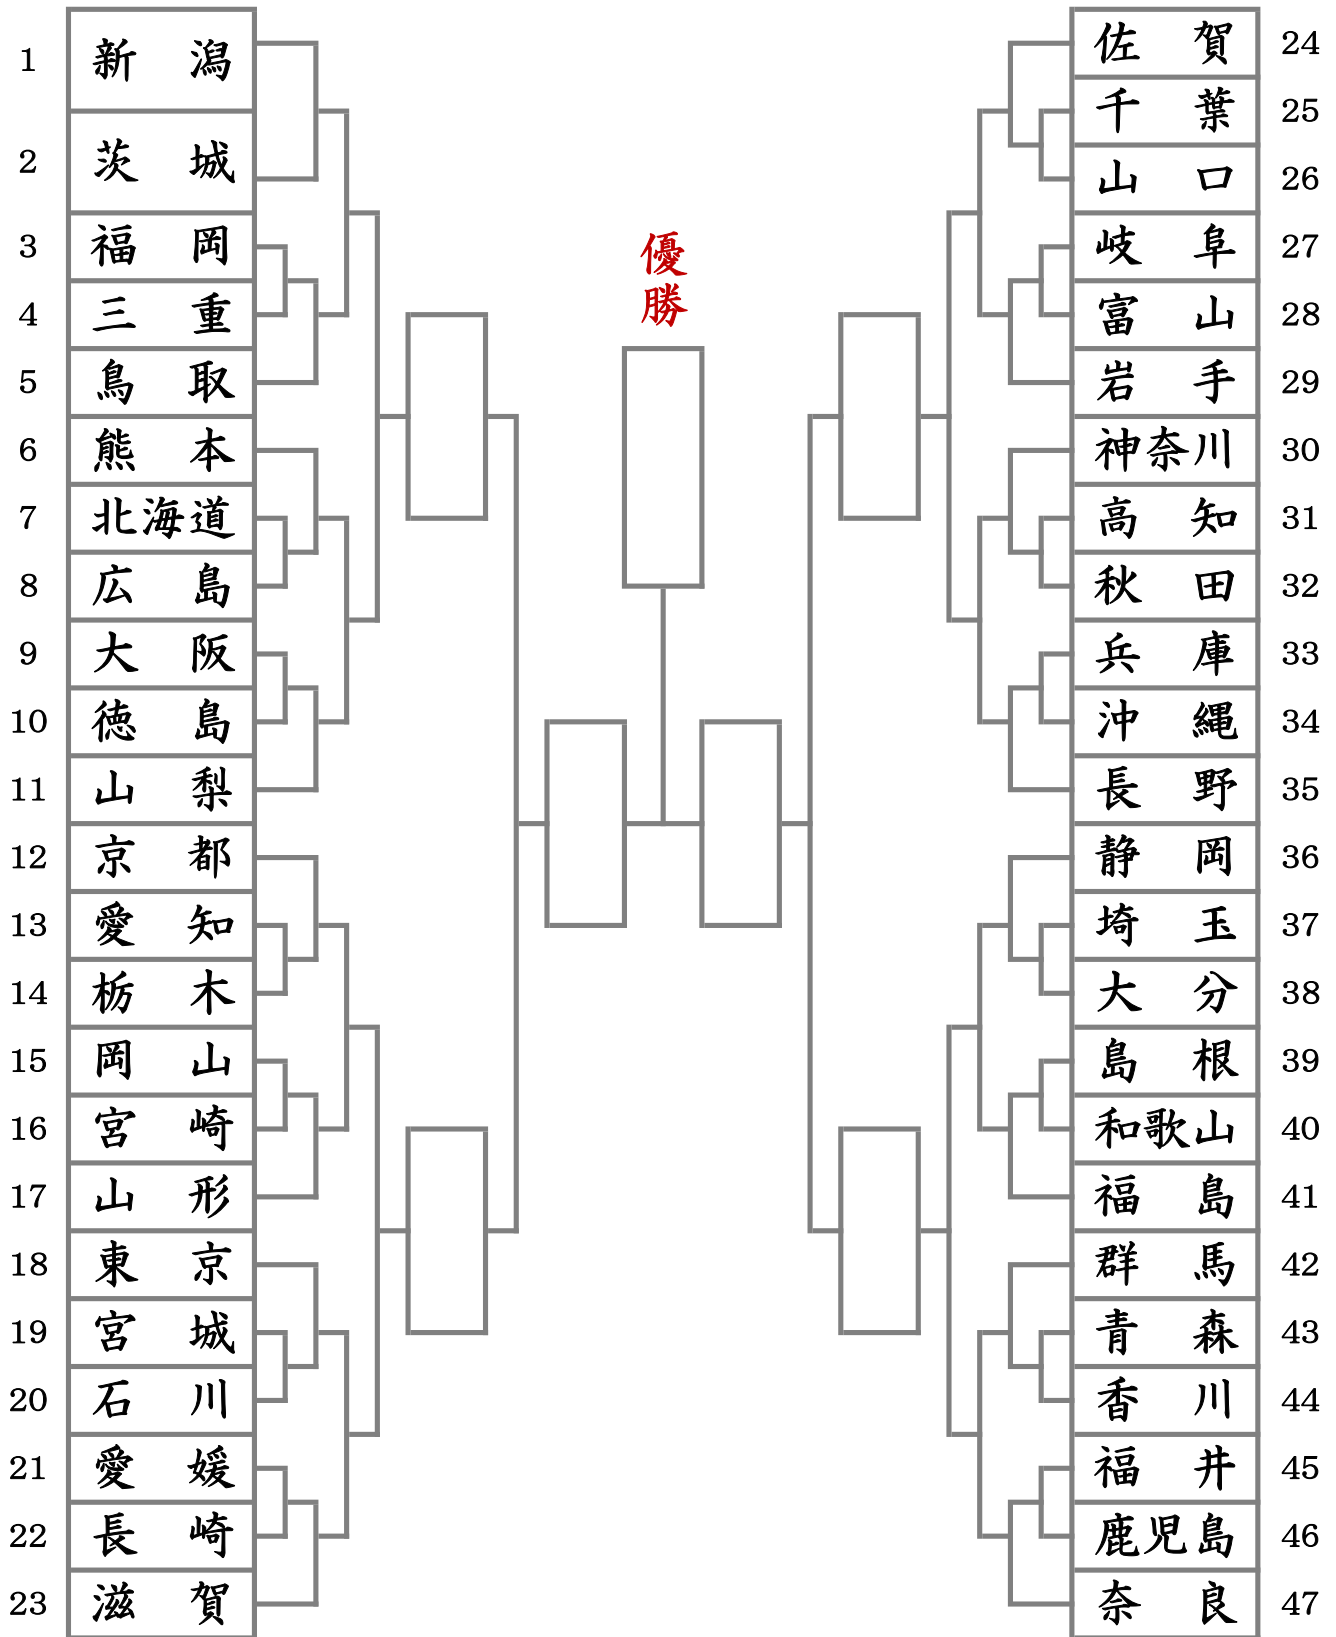 1 新潟
2 茨城
3 福岡
4 三重
5 鳥取
6 熊本
7 北海道
8 広島
9 大阪
10 徳島
11 山梨
12 京都
13 愛知
14 栃木
15 岡山
16 宮崎
17 山形
18 東京
19 宮城
20 石川
21 愛媛
22 長崎
23 滋賀
優勝
佐賀 24
千葉 25
山口 26
岐阜 27
富山 28
岩手 29
神奈川 30
高知 31
秋田 32
兵庫 33
沖縄 34
長野 35
静岡 36
埼玉 37
大分 38
島根 39
和歌山 40
福島 41
群馬 42
青森 43
香川 44
福井 45
鹿児島 46
奈良 47